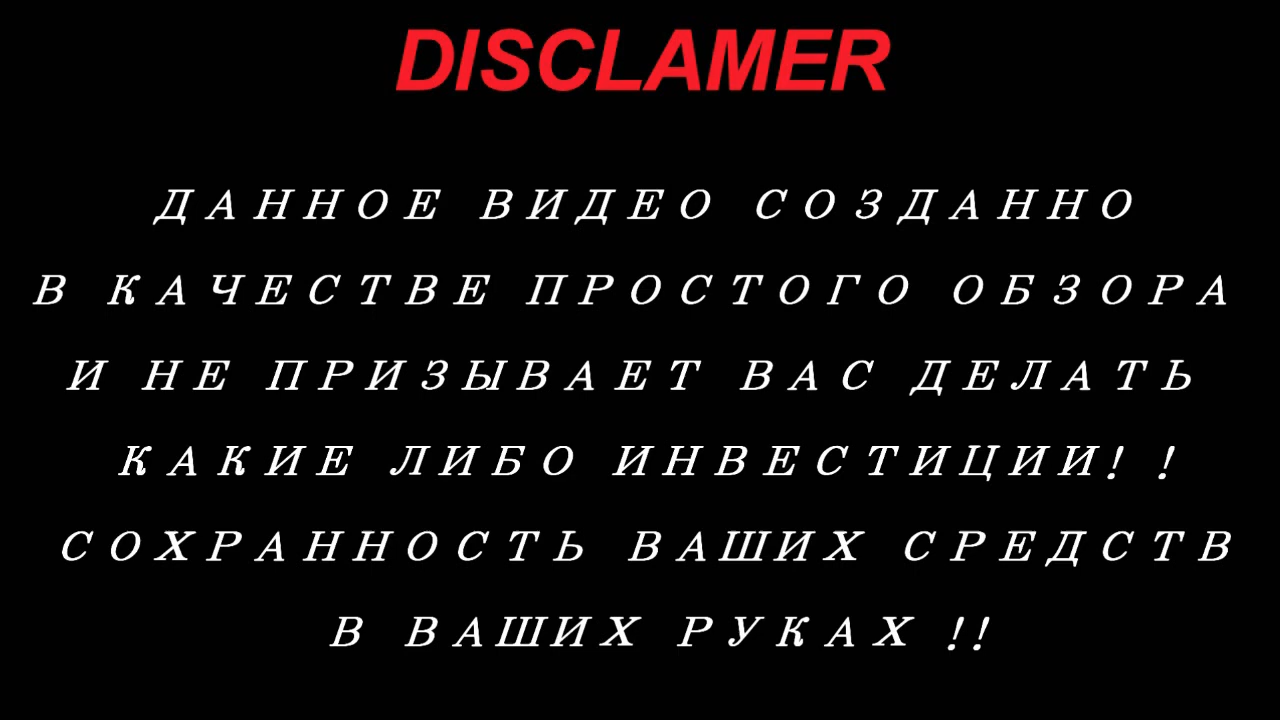 DISCLAMER
ДАННОЕ ВИДЕО СОЗДАННО
В КАЧЕСТВЕ ПРОСТОГО ОБЗОРА
И НЕ ПРИЗЫВАЕТ ВАС ДЕЛАТЬ
КАКИЕ ЛИБО ИНВЕСТИЦИИ! !
СОХРАННОСТЬ ВАШИХ СРЕДСТВ
В ВАШИХ РУКАХ !!